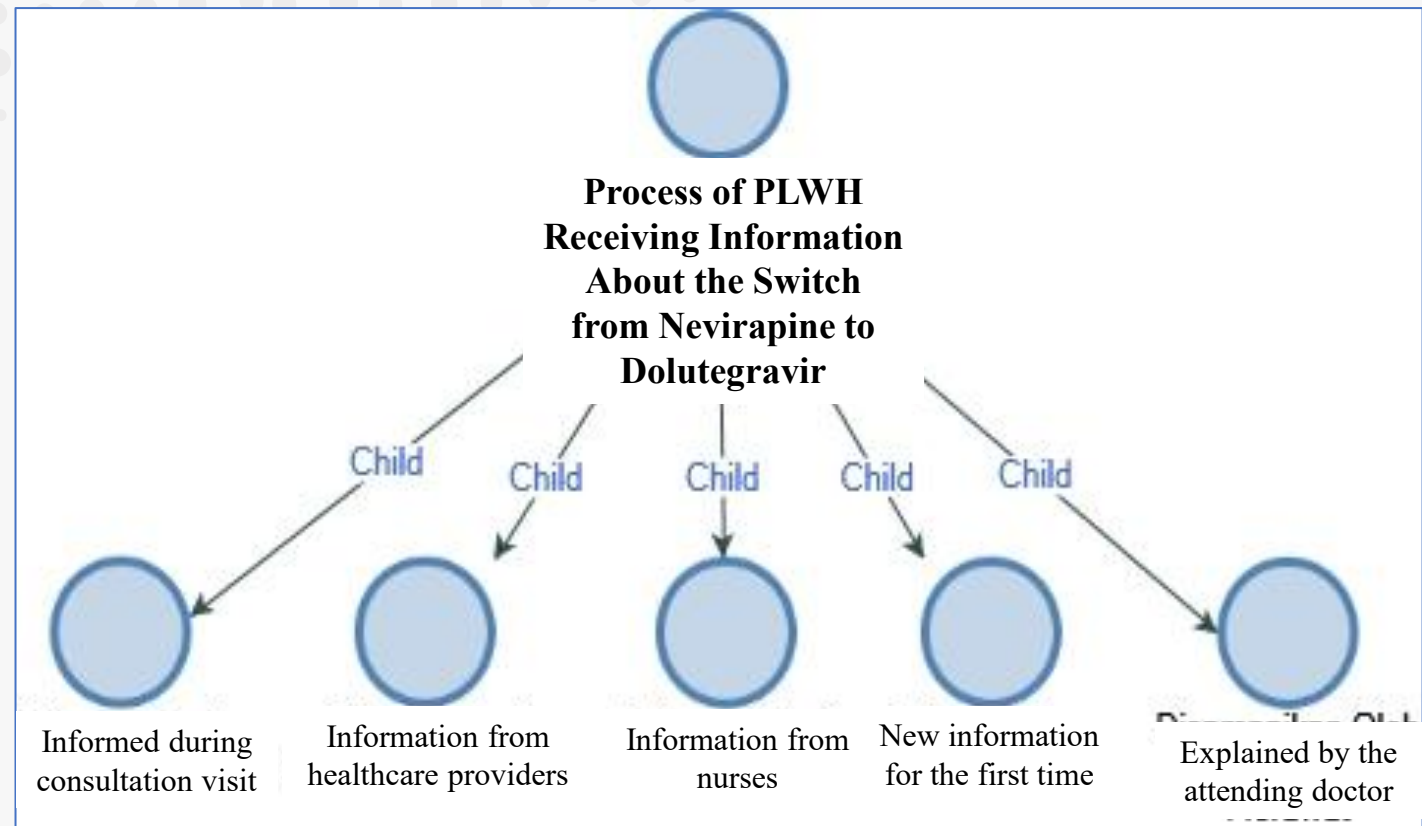 Process of PLWH
Receiving Information
About the Switch
from Nevirapine to
Dolutegravir
Child
Child
Child
Child
Child
Informed during
consultation visit
Information from
healthcare providers
Information from
nurses
New information
for the first time
Explained by the
attending doctor